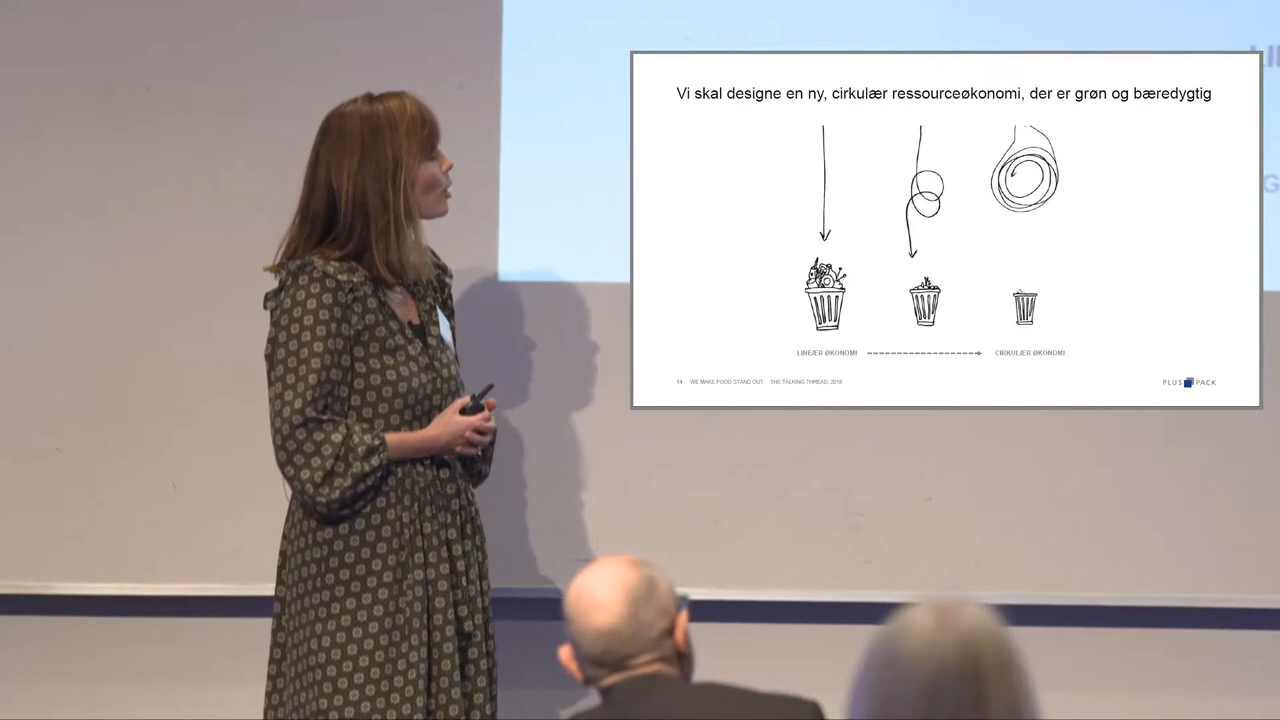 Vi skal designe en ny, cirkulær ressourceøkonomi, der er grøn og bæredygtig
LINEÆR ØKONOMI
CIRKULÆR ØKONOMI
14 WE MAKE FOOD STAND OUT THE TALKING THREAD, 2018
PLUS PACK